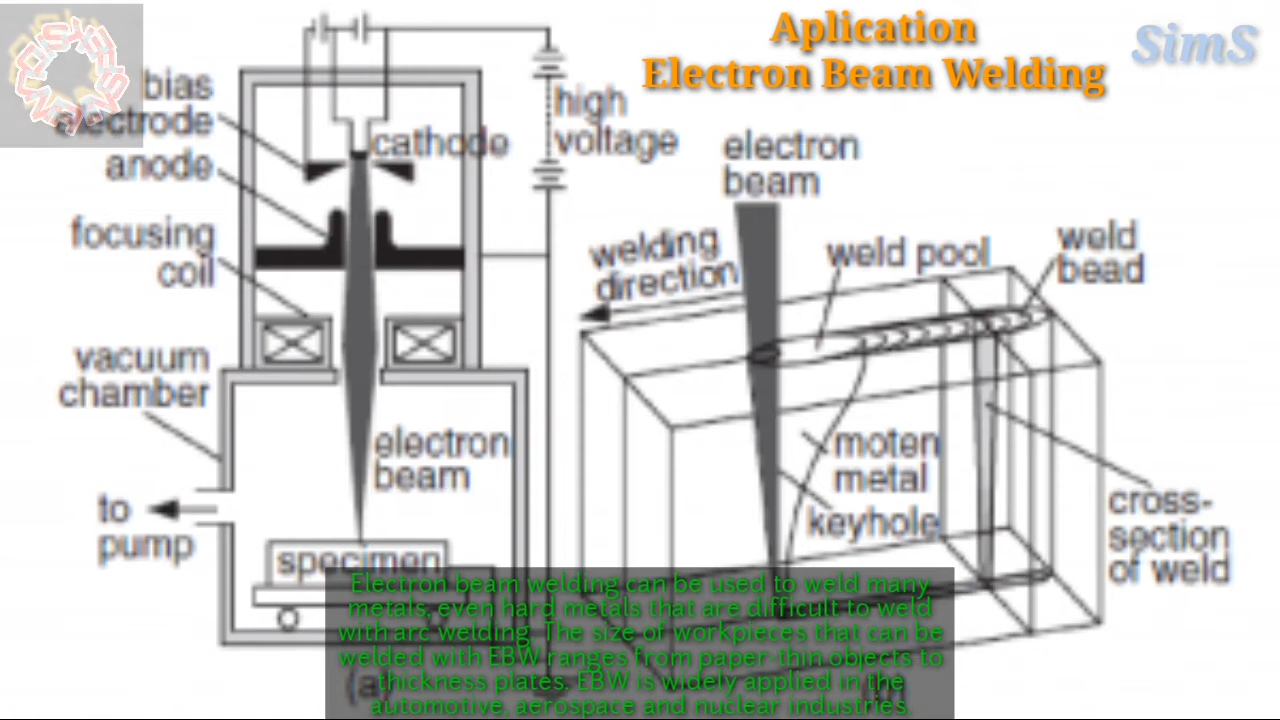 Aplication
Electron Beam Welding
SimS
bias
electrode
anode
cathode
high
voltage
focusing
coil
vacuum
chamber
electron
beam
to
pump
specimen
electron
beam
welding
direction
weld pool
weld
bead
moten
metal
keyhole
cross-
section
of weld
(a)
Electron beam welding can be used to weld many
metals, even hard metals that are difficult to weld
with arc welding. The size of workpieces that can be
welded with EBW ranges from paper-thin objects to
thickness plates. EBW is widely applied in the
automotive, aerospace and nuclear industries.